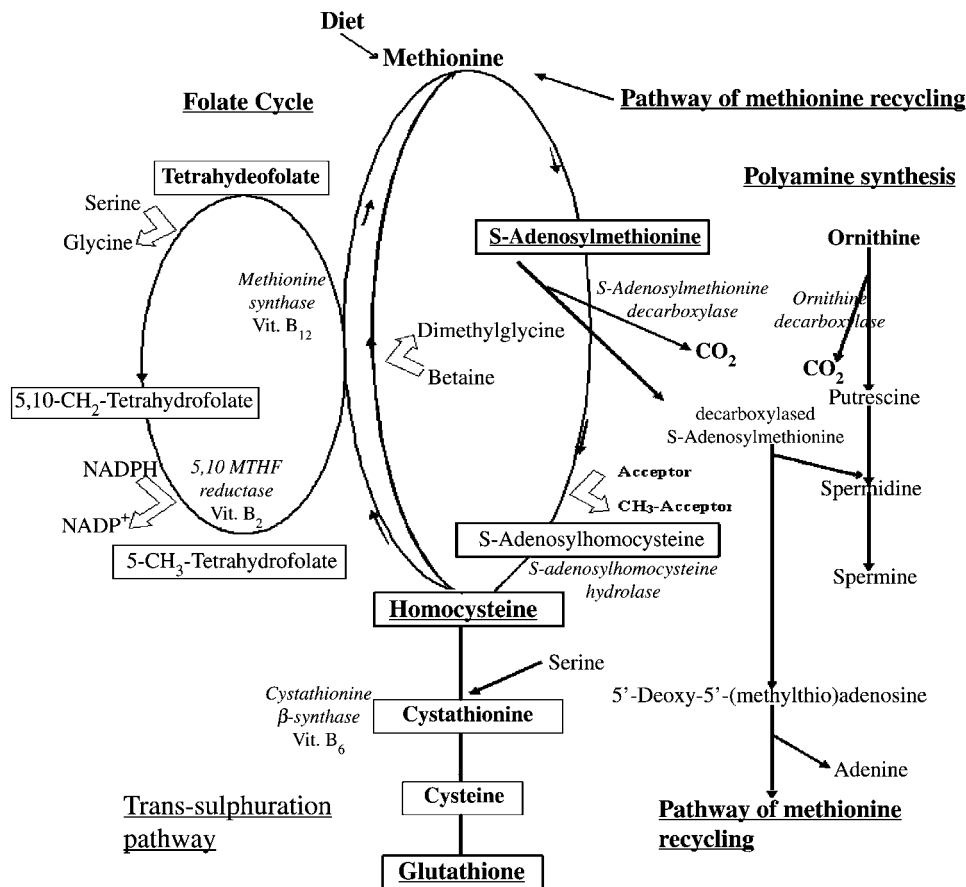 Diet
Methionine
Folate Cycle
Pathway of methionine recycling
Tetrahydeofolate
Polyamine synthesis
Serine
Glycine
S-Adenosylmethionine
Ornithine
Methionine
synthase
Vit. B12
S-Adenosylmethionine
decarboxylase
Ornithine
decarboxylase
Dimethylglycine
Betaine
CO2
CO2
5,10-CH2-Tetrahydrofolate
Putrescine
decarboxylased
S-Adenosylmethionine
NADPH
NADP+
5,10 MTHF
reductase
Vit. B2
Acceptor
CH3-Acceptor
Spermidine
5-CH3-Tetrahydrofolate
S-Adenosylhomocysteine
S-adenosylhomocysteine
hydrolase
Spermine
Homocysteine
Serine
Cystathionine
β-synthase
Vit. B6
Cystathionine
5’-Deoxy-5’-(methylthio)adenosine
Adenine
Cysteine
Trans-sulphuration
pathway
Pathway of methionine
recycling
Glutathione